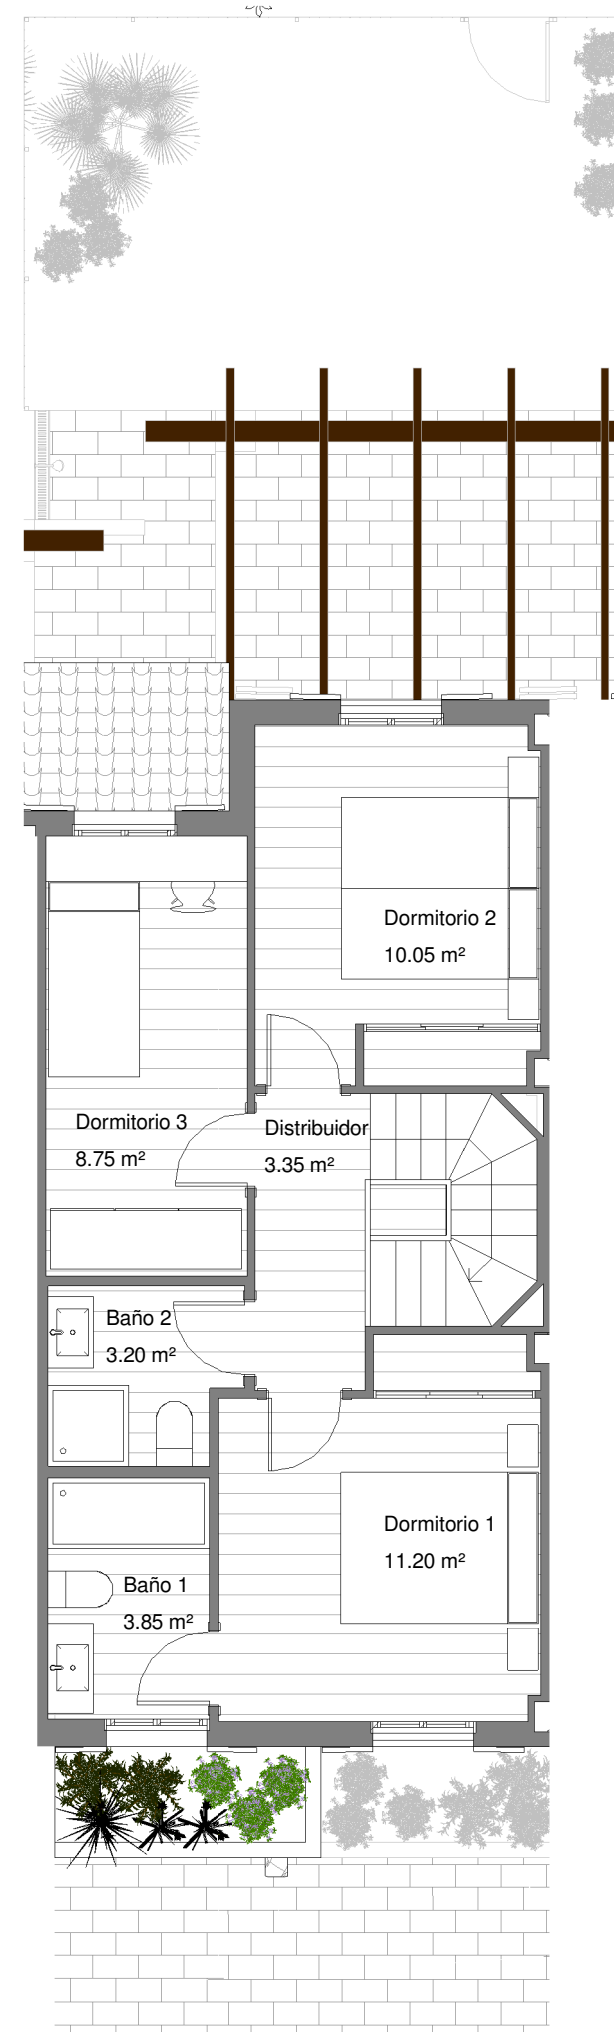 Dormitorio 2
10.05 m²
Dormitorio 3
8.75 m²
Distribuidor
3.35 m²
Baño 2
3.20 m²
Dormitorio 1
11.20 m²
Baño 1
3.85 m²